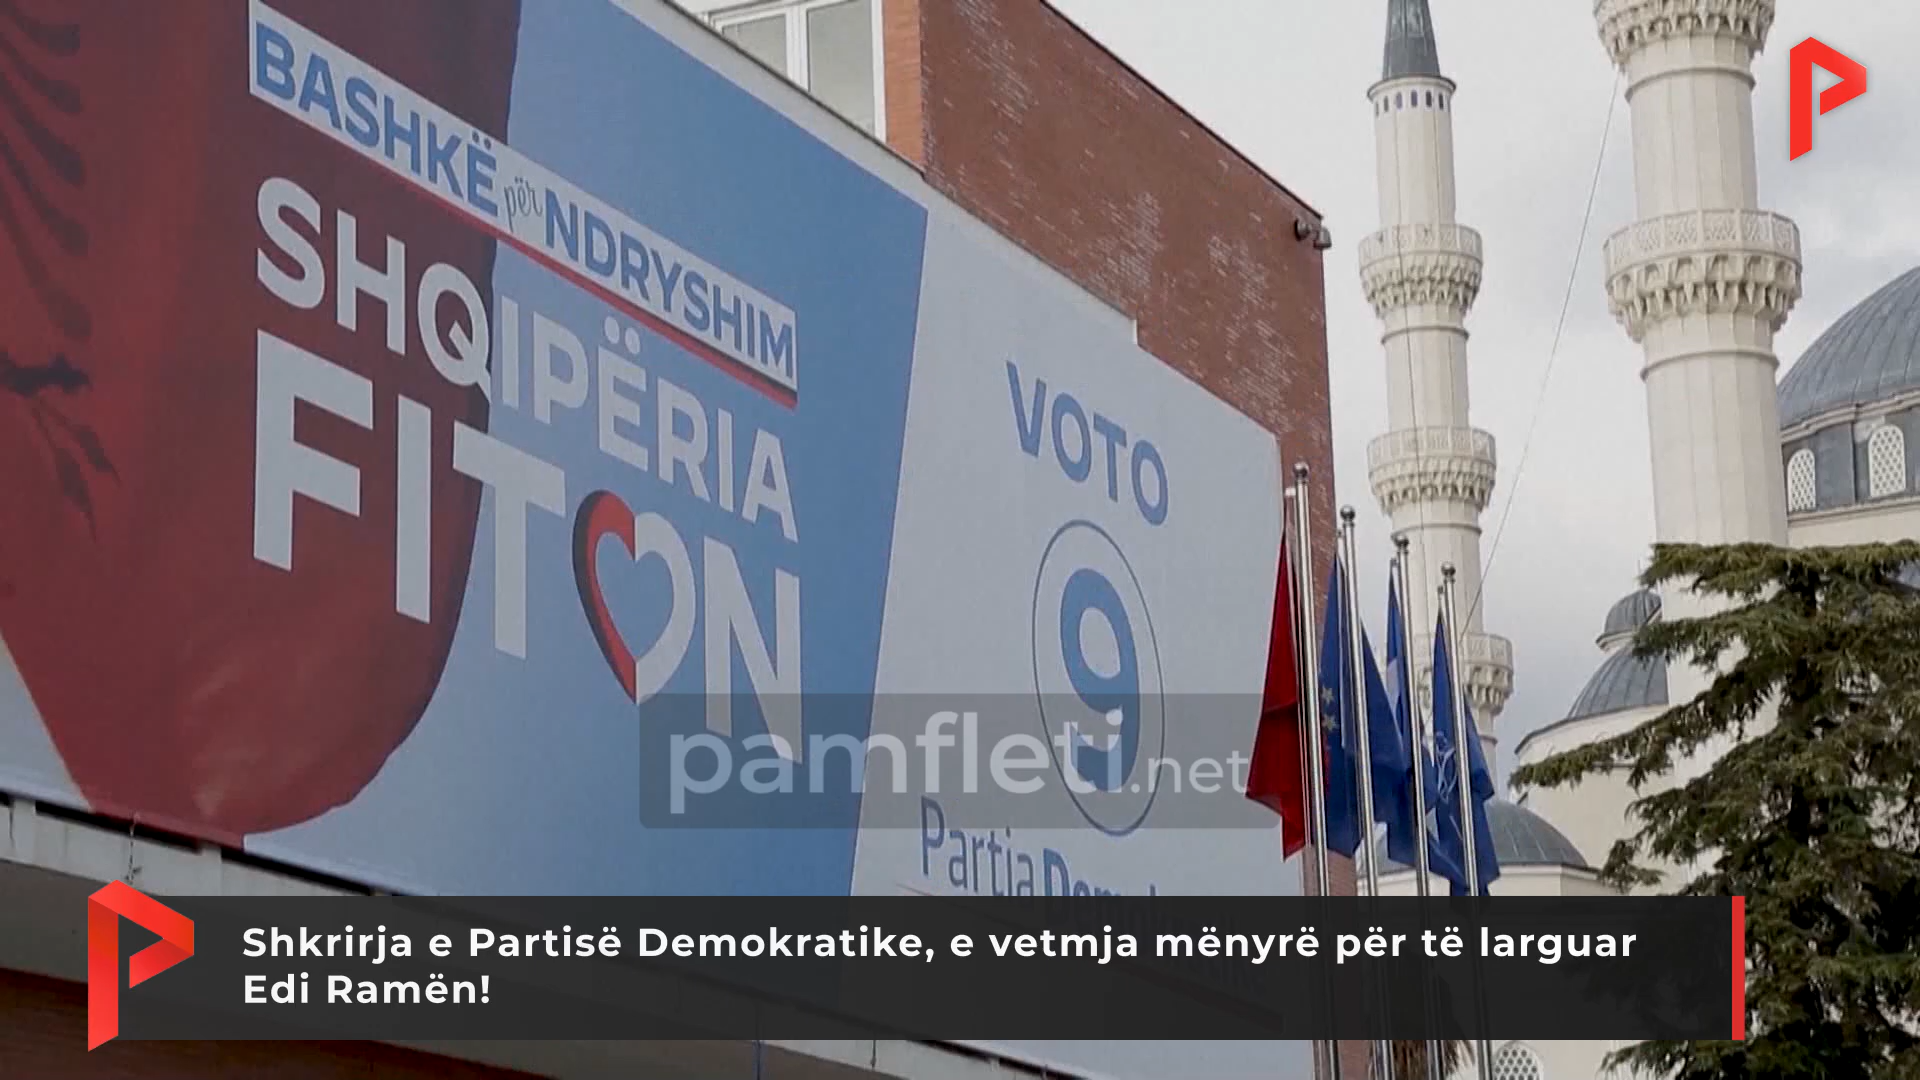 BASHKË për NDRYSHIM
SHQIPËRIA
FITON
VOTO
9
Partia
pamfleti.net
Shkrirja e Partisë Demokratike, e vetmja mënyrë për të larguar
Edi Ramën!